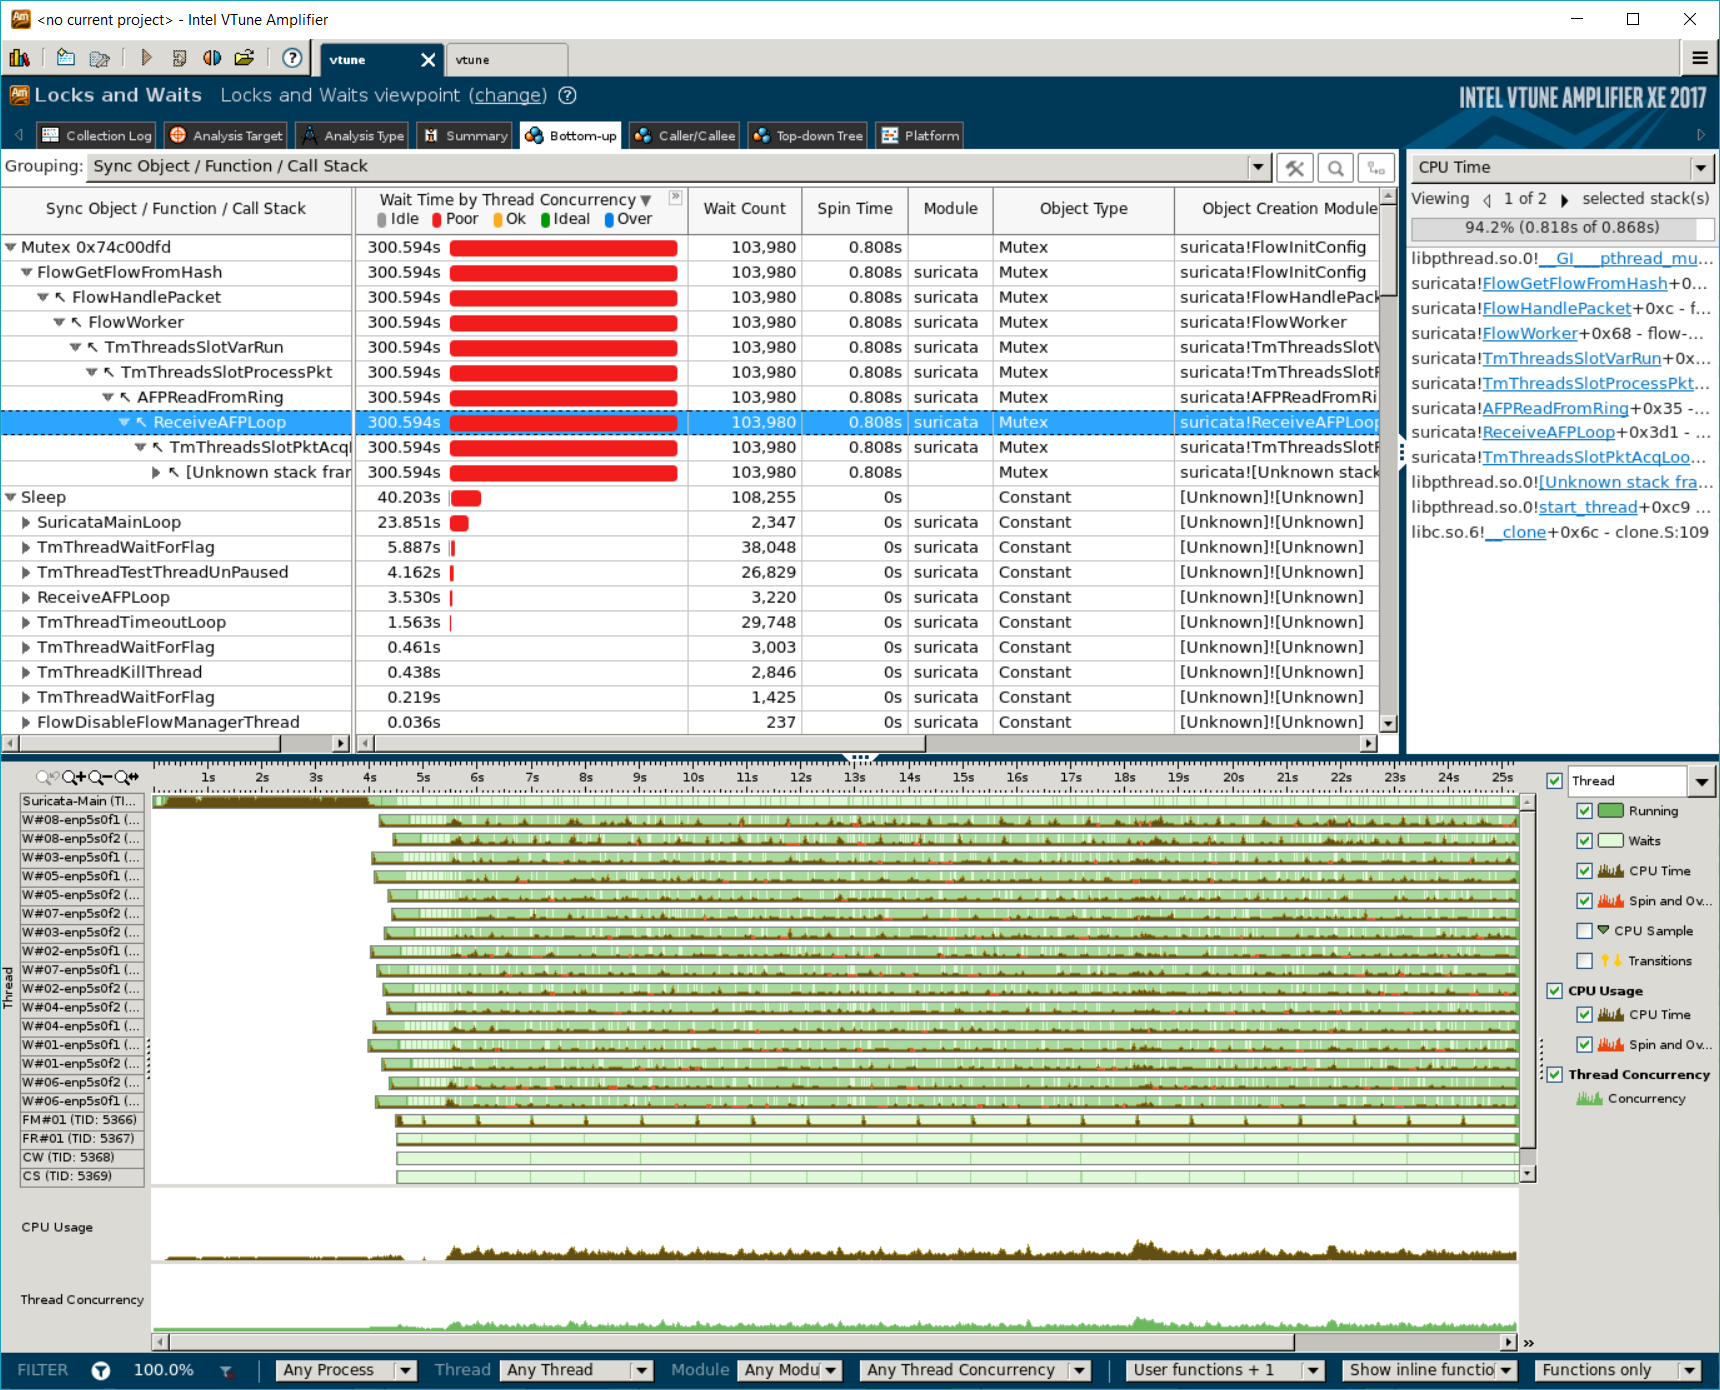 <no current project> - Intel VTune Amplifier
vtune
vtune
Locks and Waits Locks and Waits viewpoint (change)
INTEL VTUNE AMPLIFIER XE 2017
Collection Log Analysis Target Analysis Type Summary Bottom-up Caller/Callee Top-down Tree Platform
Grouping: Sync Object / Function / Call Stack
Sync Object / Function / Call Stack Wait Time by Thread Concurrency Wait Count Spin Time Module Object Type Object Creation Module
Idle Poor Ok Ideal Over
Mutex 0x74c00dfd 300.594s 103,980 0.808s Mutex suricata!FlowInitConfig
FlowGetFlowFromHash 300.594s 103,980 0.808s suricata Mutex suricata!FlowInitConfig
FlowHandlePacket 300.594s 103,980 0.808s suricata Mutex suricata!FlowHandlePack
FlowWorker 300.594s 103,980 0.808s suricata Mutex suricata!FlowWorker
TmThreadsSlotVarRun 300.594s 103,980 0.808s suricata Mutex suricata!TmThreadsSlotV
TmThreadsSlotProcessPkt 300.594s 103,980 0.808s suricata Mutex suricata!TmThreadsSlotF
AFPReadFromRing 300.594s 103,980 0.808s suricata Mutex suricata!AFPReadFromRi
ReceiveAFPLoop 300.594s 103,980 0.808s suricata Mutex suricata!ReceiveAFPLoop
TmThreadsSlotPktAcql 300.594s 103,980 0.808s suricata Mutex suricata!TmThreadsSlotF
[Unknown stack frar 300.594s 103,980 0.808s Mutex suricata![Unknown stack
Sleep 40.203s 108,255 0s Constant [Unknown]![Unknown]
SuricataMainLoop 23.851s 2,347 0s suricata Constant [Unknown]![Unknown]
TmThreadWaitForFlag 5.887s 38,048 0s suricata Constant [Unknown]![Unknown]
TmThreadTestThreadUnPaused 4.162s 26,829 0s suricata Constant [Unknown]![Unknown]
ReceiveAFPLoop 3.530s 3,220 0s suricata Constant [Unknown]![Unknown]
TmThreadTimeoutLoop 1.563s 29,748 0s suricata Constant [Unknown]![Unknown]
TmThreadWaitForFlag 0.461s 3,003 0s suricata Constant [Unknown]![Unknown]
TmThreadKillThread 0.438s 2,846 0s suricata Constant [Unknown]![Unknown]
TmThreadWaitForFlag 0.219s 1,425 0s suricata Constant [Unknown]![Unknown]
FlowDisableFlowManagerThread 0.036s 237 0s suricata Constant [Unknown]![Unknown]
CPU Time
Viewing 1 of 2 selected stack(s)
94.2% (0.818s of 0.868s)
libpthread.so.0!__GI___pthread_mu...
suricata!FlowGetFlowFromHash+0...
suricata!FlowHandlePacket+0xc - f...
suricata!FlowWorker+0x68 - flow-...
suricata!TmThreadsSlotVarRun+0x...
suricata!TmThreadsSlotProcessPkt...
suricata!AFPReadFromRing+0x35 -...
suricata!ReceiveAFPLoop+0x3d1 - ...
suricata!TmThreadsSlotPktAcqLoo...
libpthread.so.0![Unknown stack fra...
libpthread.so.0!start_thread+0xc9 ...
libc.so.6!__clone+0x6c - clone.S:109
1s 2s 3s 4s 5s 6s 7s 8s 9s 10s 11s 12s 13s 14s 15s 16s 17s 18s 19s 20s 21s 22s 23s 24s 25s
Thread
Suricata-Main (TI...
W#08-enp5s0f1 (...
W#08-enp5s0f2 (...
W#03-enp5s0f1 (...
W#05-enp5s0f1 (...
W#05-enp5s0f2 (...
W#07-enp5s0f2 (...
W#03-enp5s0f2 (...
W#02-enp5s0f1 (...
W#07-enp5s0f1 (...
W#02-enp5s0f2 (...
W#04-enp5s0f2 (...
W#04-enp5s0f1 (...
W#01-enp5s0f1 (...
W#01-enp5s0f2 (...
W#06-enp5s0f2 (...
W#06-enp5s0f1 (...
FM#01 (TID: 5366)
FR#01 (TID: 5367)
CW (TID: 5368)
CS (TID: 5369)
CPU Usage
Thread Concurrency
Thread
Running
Waits
CPU Time
Spin and Ov...
CPU Sample
Transitions
CPU Usage
CPU Time
Spin and Ov...
Thread Concurrency
Concurrency
FILTER 100.0% Any Process Thread Any Thread Module Any Modu Any Thread Concurrency User functions + 1 Show inline functio Functions only